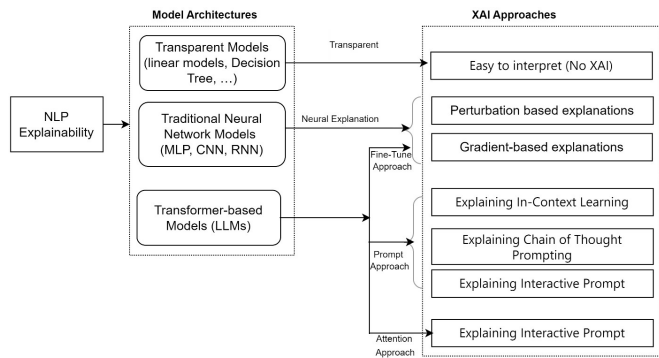 Model Architectures
XAI Approaches
Transparent Models
(linear models, Decision
Tree, ...)
Transparent
Easy to interpret (No XAI)
NLP
Explainability
Traditional Neural
Network Models
(MLP, CNN, RNN)
Neural Explanation
Perturbation based explanations
Gradient-based explanations
Fine-Tune
Approach
Transformer-based
Models (LLMs)
Explaining In-Context Learning
Explaining Chain of Thought
Prompting
Prompt
Approach
Explaining Interactive Prompt
Explaining Interactive Prompt
Attention
Approach